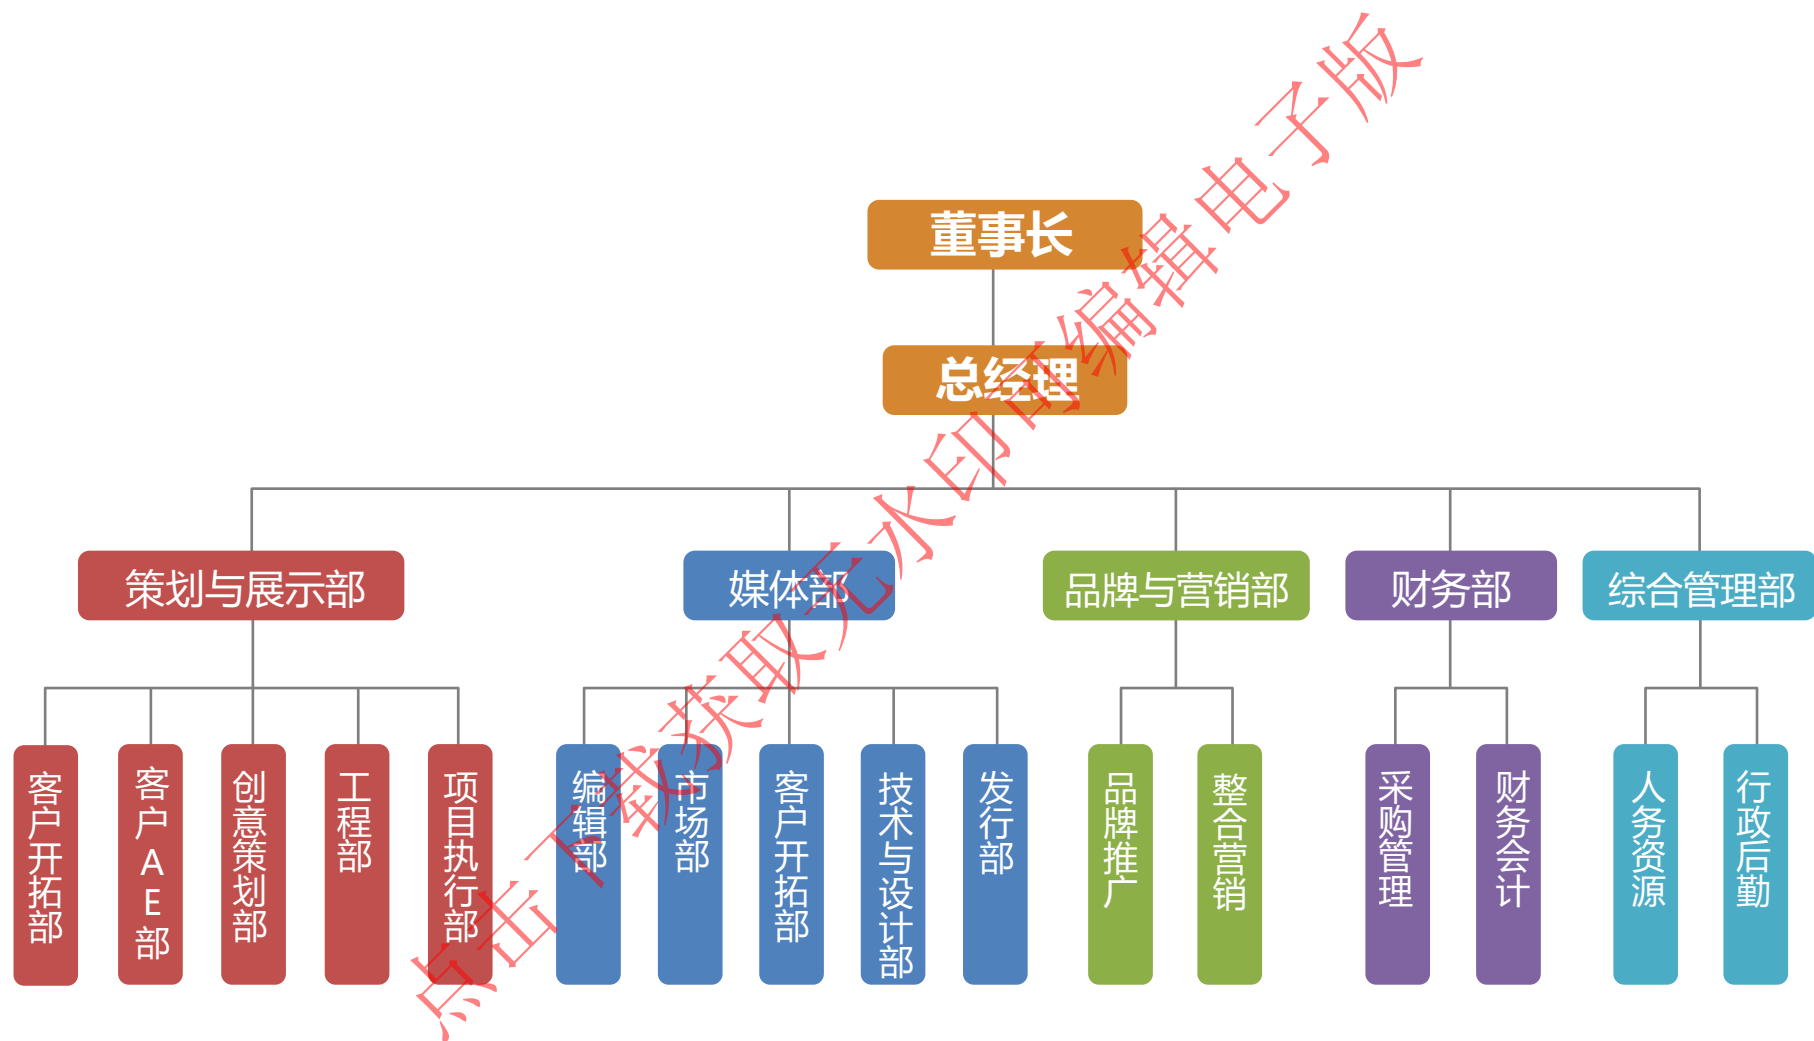 董事长
总经理
策划与展示部
媒体部
品牌与营销部
财务部
综合管理部
客户开拓部
客户AE部
创意策划部
工程部
项目执行部
编辑部
市场部
客户开拓部
技术与设计部
发行部
品牌推广
整合营销
采购管理
财务会计
人务资源
行政后勤
点击下载获取无水印可编辑电子版